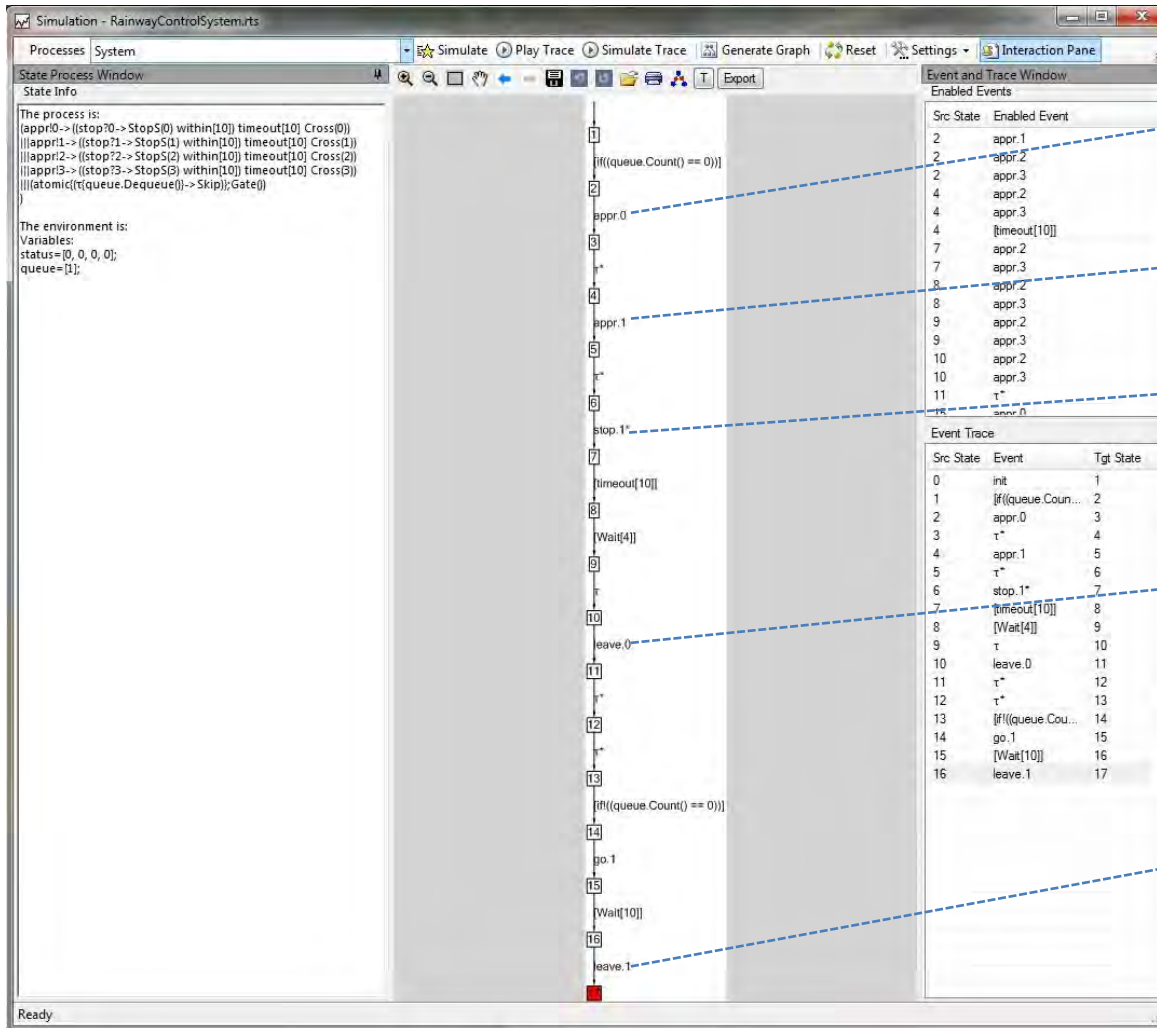 Simulation - RainwayControlSystem.rts
Processes System Simulate Play Trace Simulate Trace Generate Graph Reset Settings Interaction Pane
State Process Window
State Info
The process is:
(appr!0->((stop?0->StopS(0) within[10]) timeout[10] Cross(0))
|||appr!1->((stop?1->StopS(1) within[10]) timeout[10] Cross(1))
|||appr!2->((stop?2->StopS(2) within[10]) timeout[10] Cross(2))
|||appr!3->((stop?3->StopS(3) within[10]) timeout[10] Cross(3))
|||(atomic{(τ{queue.Dequeue()}->Skip)};Gate())
)
The environment is:
Variables:
status=[0, 0, 0, 0];
queue=[1];
T Export
1
[if((queue.Count() == 0))]
2
appr.0
3
τ*
4
appr.1
5
τ*
6
stop.1*
7
[timeout[10]]
8
[Wait[4]]
9
τ
10
leave.0
11
τ*
12
τ*
13
[if!((queue.Count() == 0))]
14
go.1
15
[Wait[10]]
16
leave.1
Event and Trace Window
Enabled Events
Src State Enabled Event
2 appr.1
2 appr.2
2 appr.3
4 appr.2
4 appr.3
4 [timeout[10]]
7 appr.2
7 appr.3
8 appr.2
8 appr.3
9 appr.2
9 appr.3
10 appr.2
10 appr.3
11 τ*
15 appr.0
Event Trace
Src State Event Tgt State
0 init 1
1 [if((queue.Coun... 2
2 appr.0 3
3 τ* 4
4 appr.1 5
5 τ* 6
6 stop.1* 7
7 [timeout[10]] 8
8 [Wait[4]] 9
9 τ 10
10 leave.0 11
11 τ* 12
12 τ* 13
13 [if!((queue.Cou... 14
14 go.1 15
15 [Wait[10]] 16
16 leave.1 17
Ready